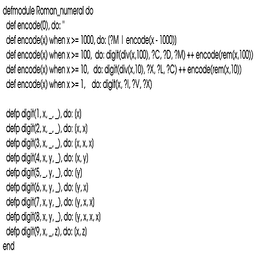 defmodule Roman_numeral do
def encode(0), do: ''
def encode(x) when x >= 1000, do: (?M | encode(x - 1000))
def encode(x) when x >= 100, do: digit(div(x,100), ?C, ?D, ?M) ++ encode(rem(x,100))
def encode(x) when x >= 10, do: digit(div(x,10), ?X, ?L, ?C) ++ encode(rem(x,10))
def encode(x) when x >= 1, do: digit(x, ?I, ?V, ?X)
defp digit(1, x, _, _), do: (x)
defp digit(2, x, _, _), do: (x, x)
defp digit(3, x, _, _), do: (x, x, x)
defp digit(4, x, y, _), do: (x, y)
defp digit(5, _, y, _), do: (y)
defp digit(6, x, y, _), do: (y, x)
defp digit(7, x, y, _), do: (y, x, x)
defp digit(8, x, y, _), do: (y, x, x, x)
defp digit(9, x, _, z), do: (x, z)
end